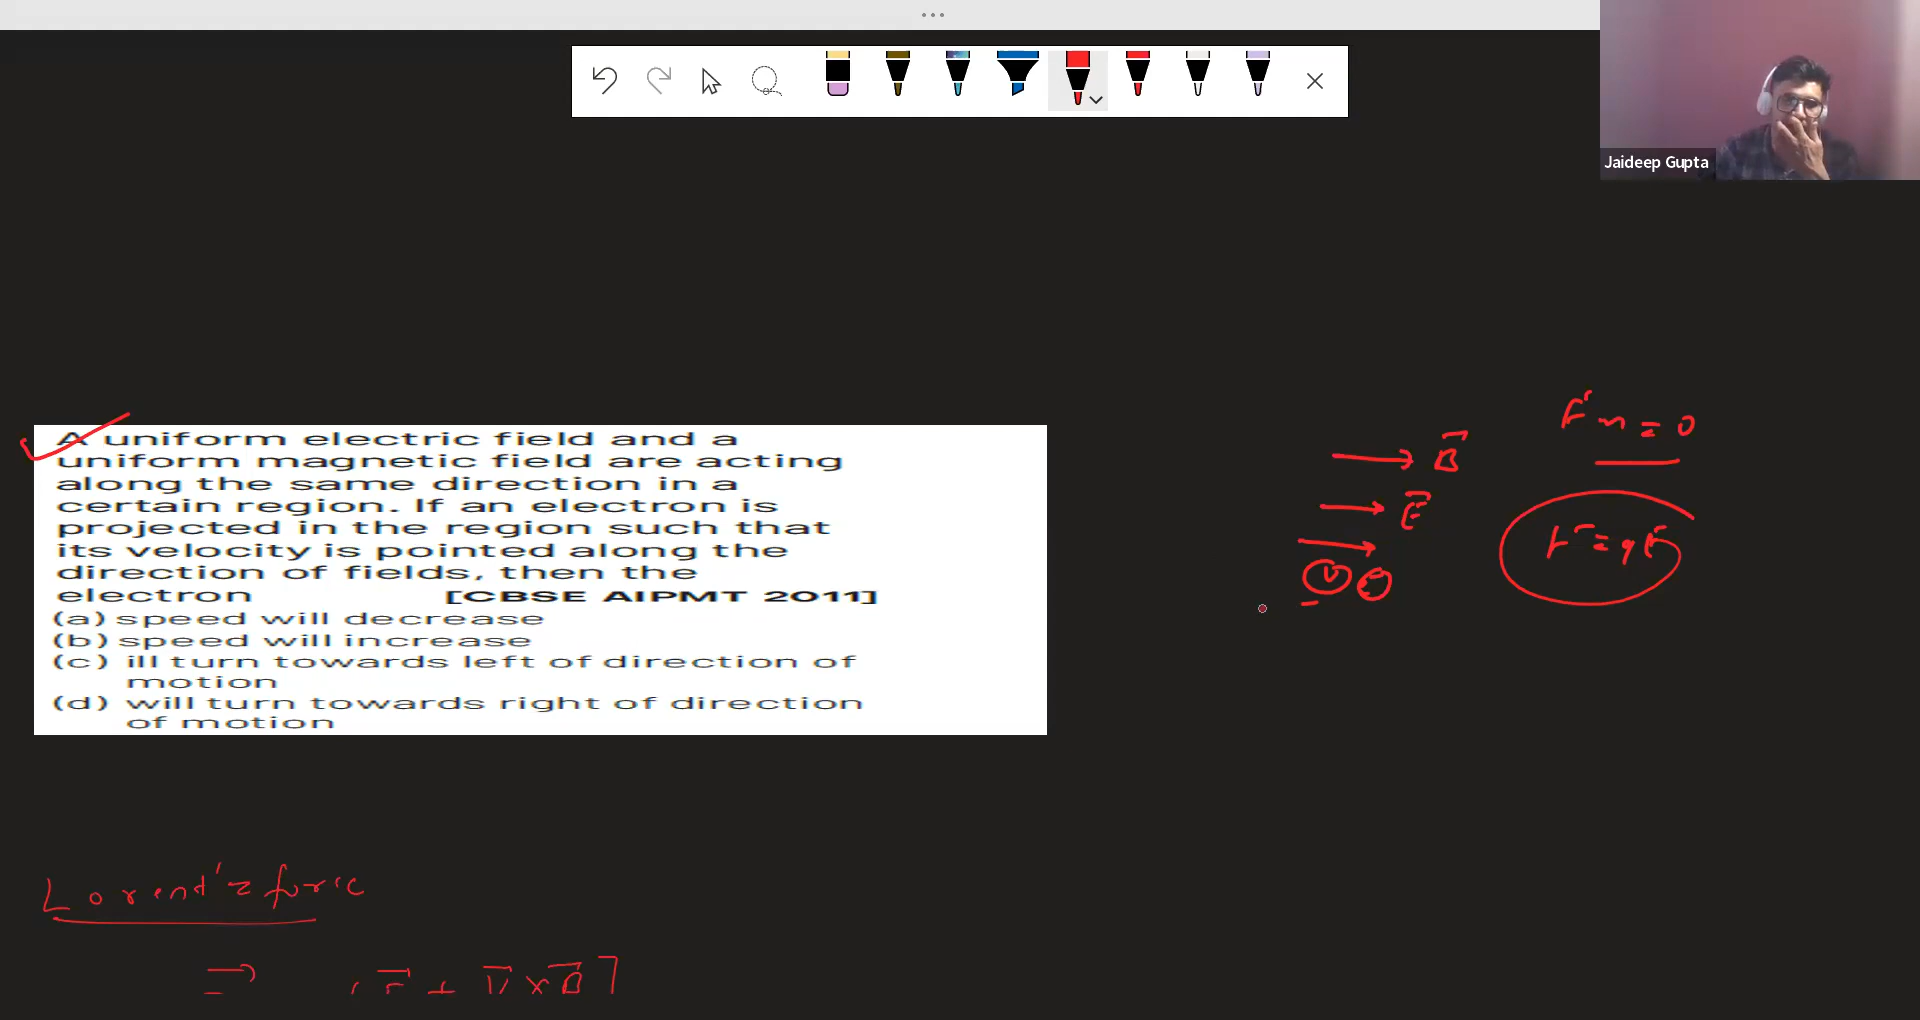 Jaideep Gupta
A uniform electric field and a
uniform magnetic field are acting
along the same direction in a
certain region. If an electron is
projected in the region such that
its velocity is pointed along the
direction of fields, then the
electron [CBSE AIPMT 2011]
(a) speed will decrease
(b) speed will increase
(c) ill turn towards left of direction of
motion
(d) will turn towards right of direction
of motion
Fm = 0
B⃗
E⃗
F = qE
V e⁻
Lorent'z force
E⃗ + V⃗ × B⃗ ]